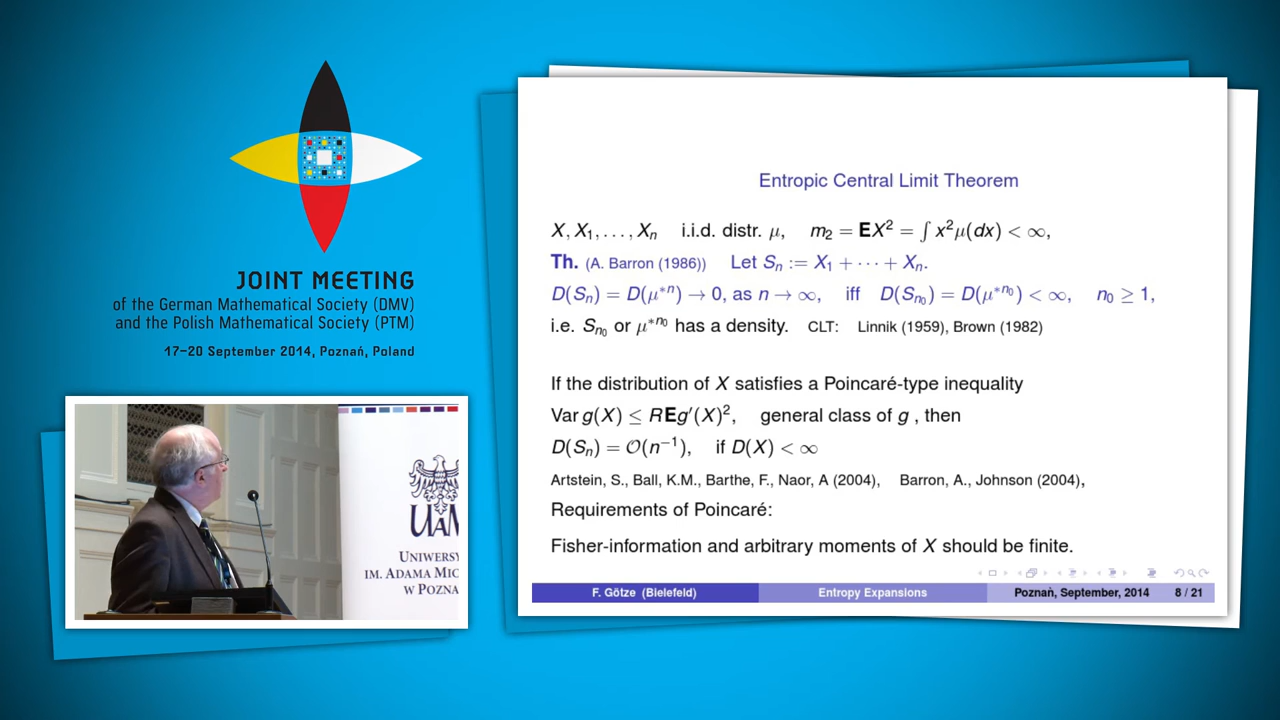 JOINT MEETING
of the German Mathematical Society (DMV)
and the Polish Mathematical Society (PTM)
17–20 September 2014, Poznań, Poland
UAM
UNIWERSY
IM. ADAMA MIC
W POZNA
Entropic Central Limit Theorem
X, X₁, . . . , Xₙ i.i.d. distr. μ, m₂ = EX² = ∫ x²μ(dx) < ∞,
Th. (A. Barron (1986)) Let Sₙ := X₁ + · · · + Xₙ.
D(Sₙ) = D(μ*ⁿ) → 0, as n → ∞, iff D(Sₙ₀) = D(μ*ⁿ⁰) < ∞, n₀ ≥ 1,
i.e. Sₙ₀ or μ*ⁿ⁰ has a density. CLT: Linnik (1959), Brown (1982)
If the distribution of X satisfies a Poincaré-type inequality
Var g(X) ≤ REg′(X)², general class of g , then
D(Sₙ) = O(n⁻¹), if D(X) < ∞
Artstein, S., Ball, K.M., Barthe, F., Naor, A (2004), Barron, A., Johnson (2004),
Requirements of Poincaré:
Fisher-information and arbitrary moments of X should be finite.
F. Götze (Bielefeld) Entropy Expansions Poznań, September, 2014 8 / 21